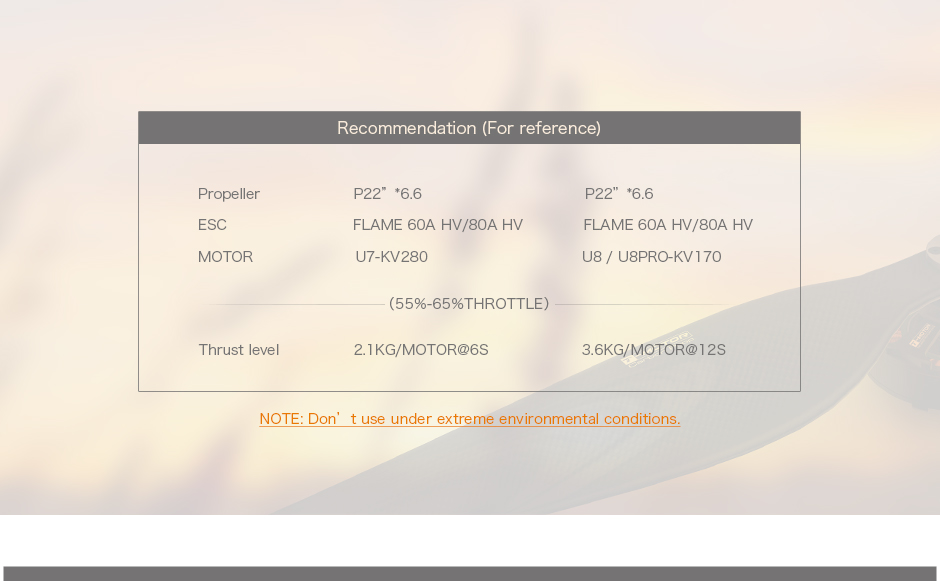 Recommendation (For reference)
Propeller P22” *6.6 P22" *6.6
ESC FLAME 60A HV/80A HV FLAME 60A HV/80A HV
MOTOR U7-KV280 U8 / U8PRO-KV170
(55%-65%THROTTLE)
Thrust level 2.1KG/MOTOR@6S 3.6KG/MOTOR@12S
NOTE: Don’t use under extreme environmental conditions.